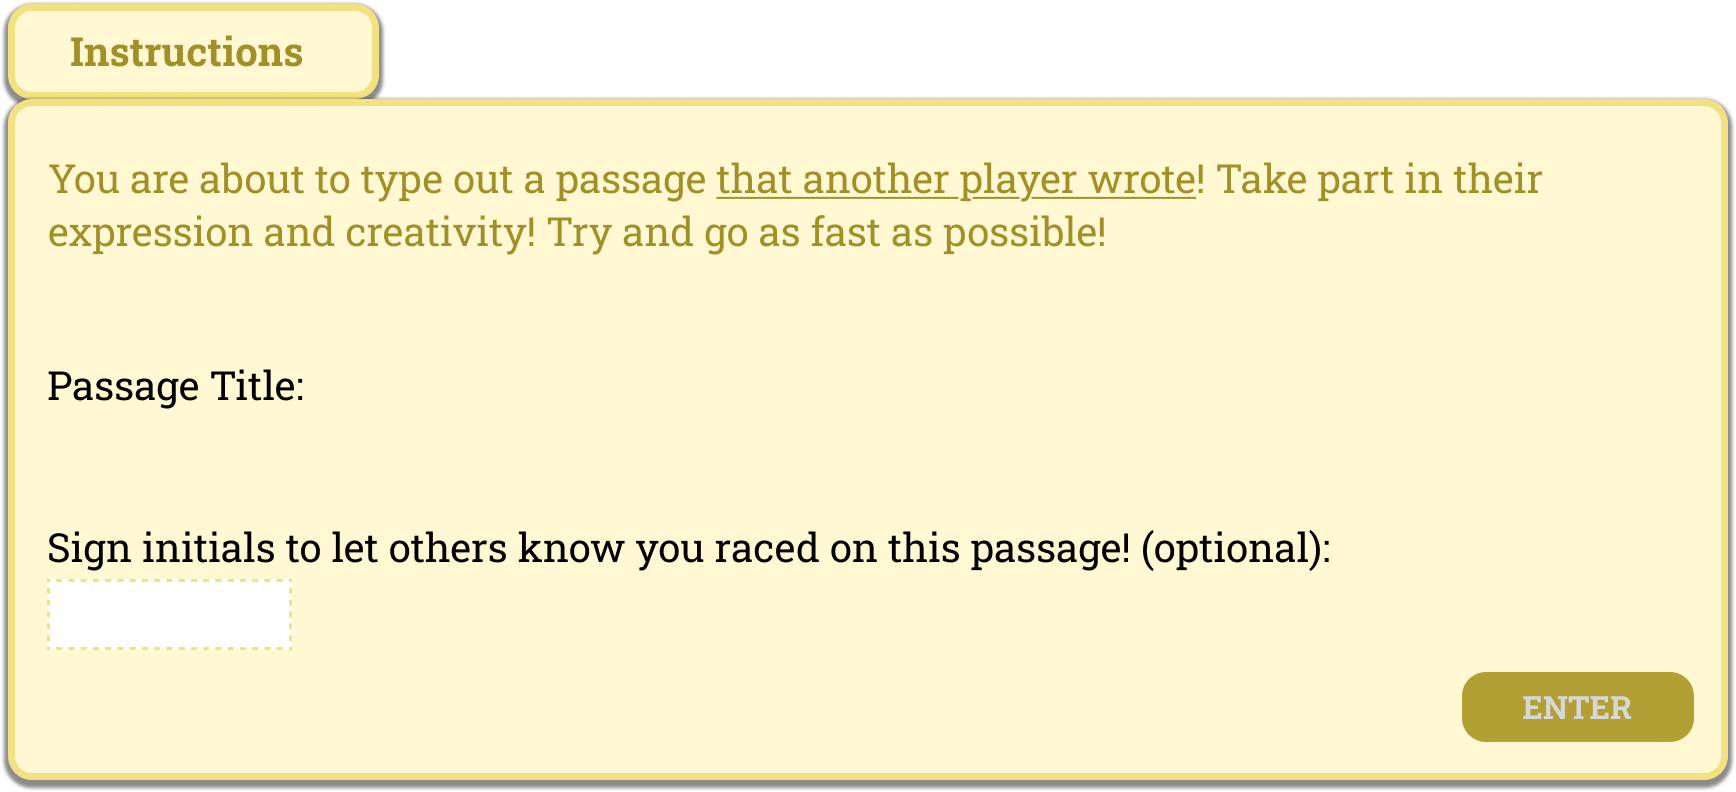 Instructions
You are about to type out a passage that another player wrote! Take part in their
expression and creativity! Try and go as fast as possible!
Passage Title:
Sign initials to let others know you raced on this passage! (optional):
ENTER